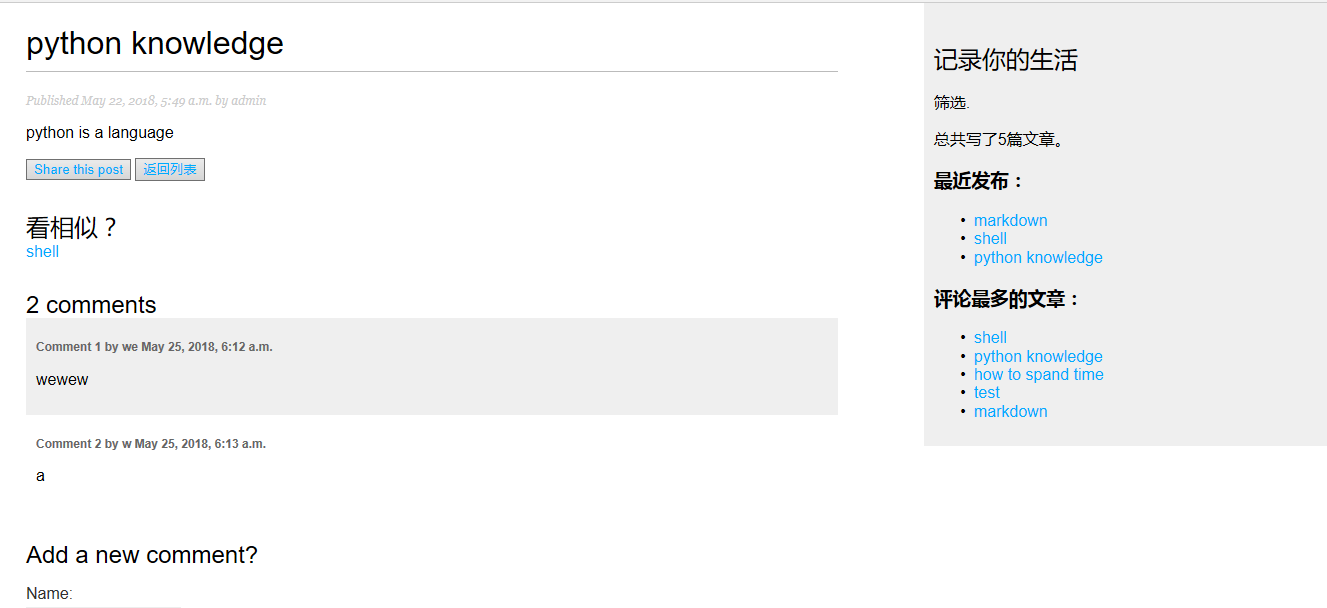 python knowledge
Published May 22, 2018, 5:49 a.m. by admin
python is a language
Share this post 返回列表
看相似？
shell
2 comments
Comment 1 by we May 25, 2018, 6:12 a.m.
wewew
Comment 2 by w May 25, 2018, 6:13 a.m.
a
Add a new comment?
Name:
记录你的生活
筛选.
总共写了5篇文章。
最近发布：
• markdown
• shell
• python knowledge
评论最多的文章：
• shell
• python knowledge
• how to spand time
• test
• markdown